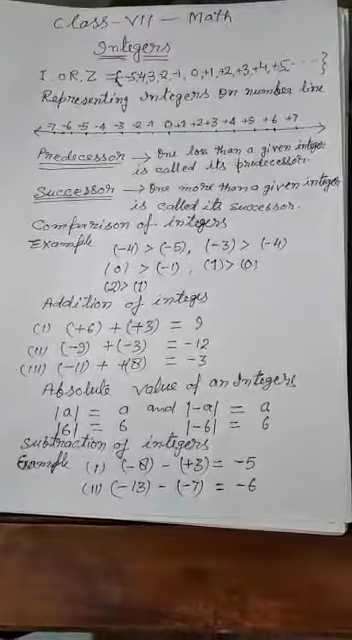 Class-VII - Math
Integers
I. or. Z = {-5,4,3,-2,-1, 0,+1,+2,+3,+4,+5 - - - - }
Representing Integers on number line
-7 -6 -5 -4 -3 -2 -1 0 +1 +2 +3 +4 +5 +6 +7
Predecessor → One less than a given integer
is called its predecessor.
Successor → One more than a given integer
is called its successor.
Comparison of integers
Example (-4) > (-5), (-3) > (-4)
(0) > (-1), (1) > (0)
(2) > (1)
Addition of integes
(i) (+6) + (+3) = 9
(ii) (-9) + (-3) = -12
(iii) (-11) + +(8) = -3
Absolute value of an Integers
|a| = a and |-a| = a
|6| = 6 |-6| = 6
Subtraction of integers
Example (i) (-8) - (+3) = -5
(ii) (-13) - (-7) = -6